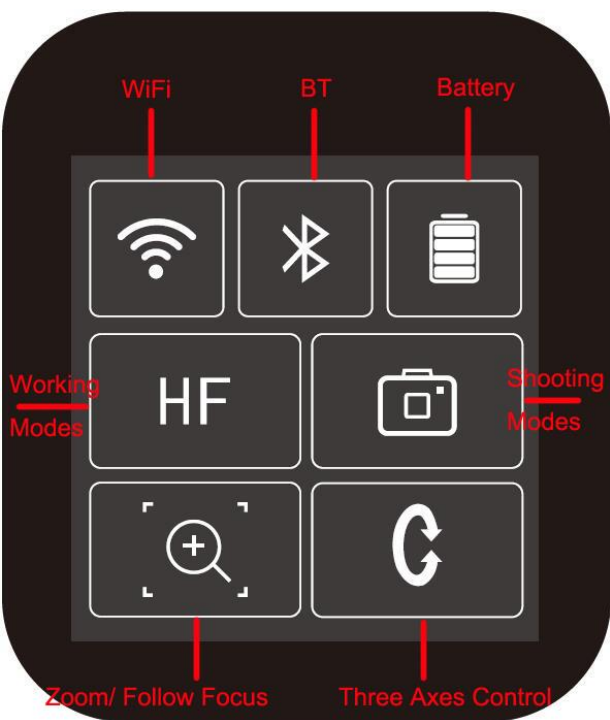 WiFi BT Battery
Working
Modes
HF
Shooting
Modes
Zoom/ Follow Focus Three Axes Control